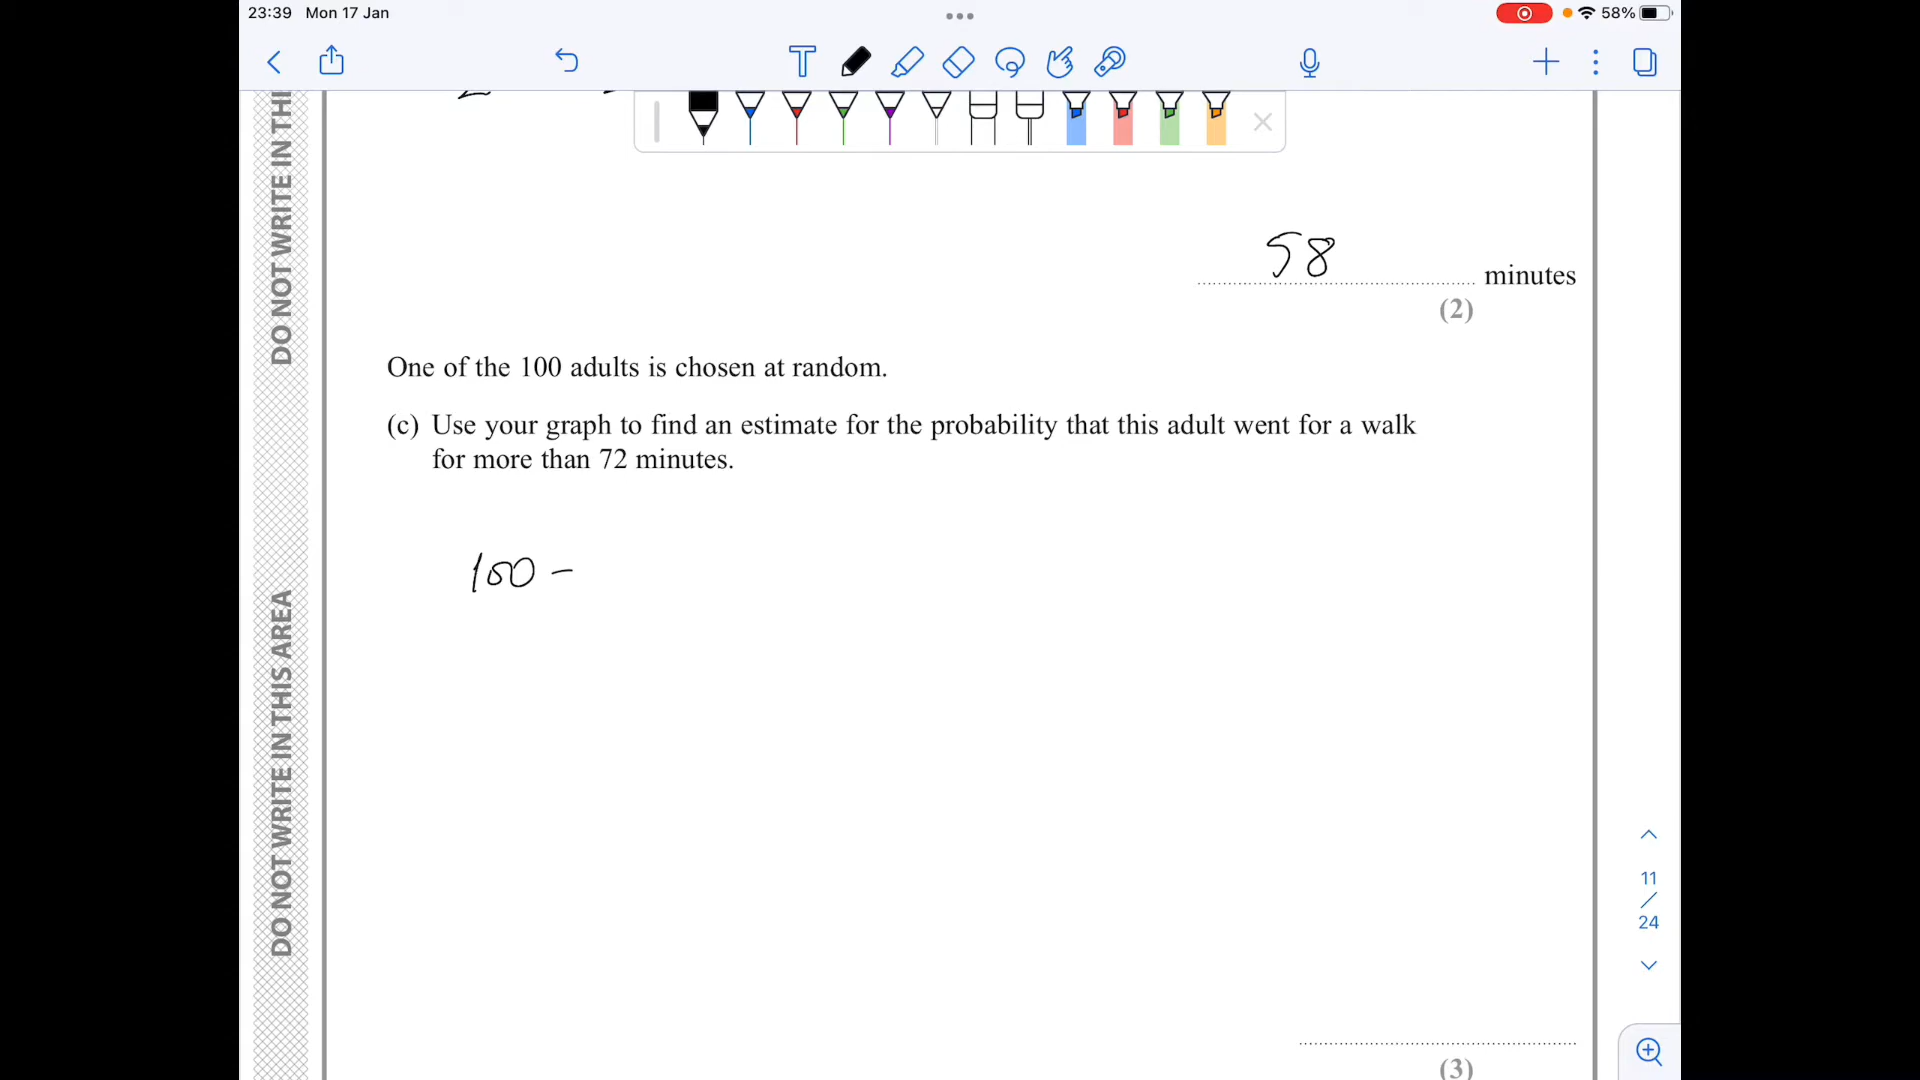 23:39 Mon 17 Jan
58%
T
DO NOT WRITE IN THI
58
minutes
(2)
One of the 100 adults is chosen at random.
(c) Use your graph to find an estimate for the probability that this adult went for a walk
for more than 72 minutes.
100 -
DO NOT WRITE IN THIS AREA
11
/
24
(3)